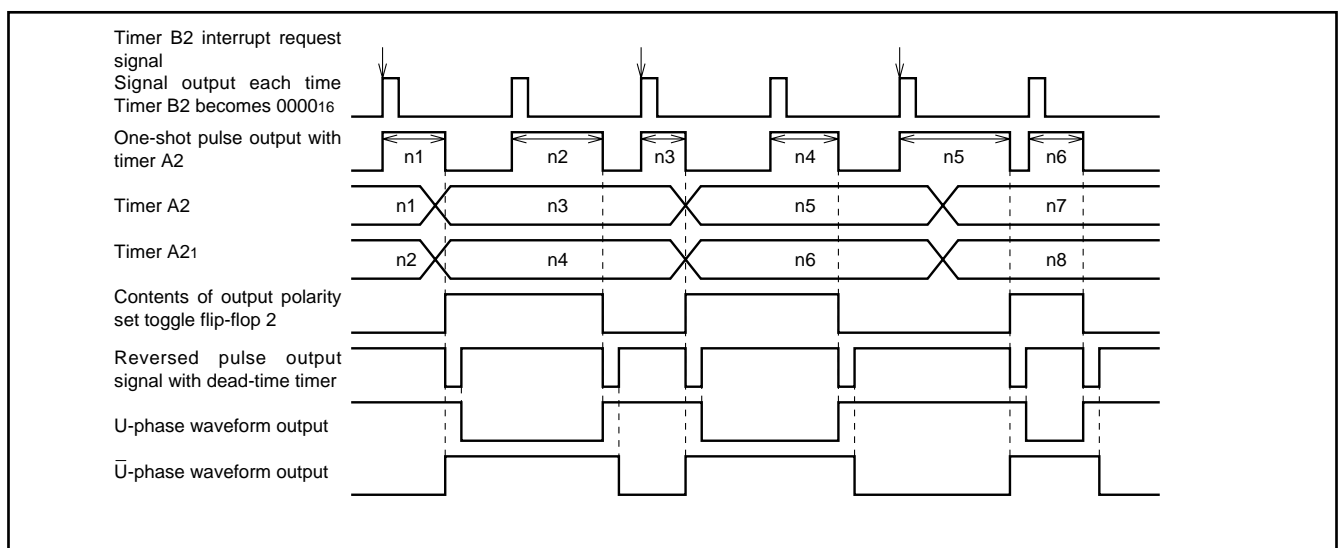 Timer B2 interrupt request
signal
Signal output each time
Timer B2 becomes 0000₁₆
One-shot pulse output with
timer A2
n1 n2 n3 n4 n5 n6
Timer A2
n1 n3 n5 n7
Timer A2₁
n2 n4 n6 n8
Contents of output polarity
set toggle flip-flop 2
Reversed pulse output
signal with dead-time timer
U-phase waveform output
U̅-phase waveform output